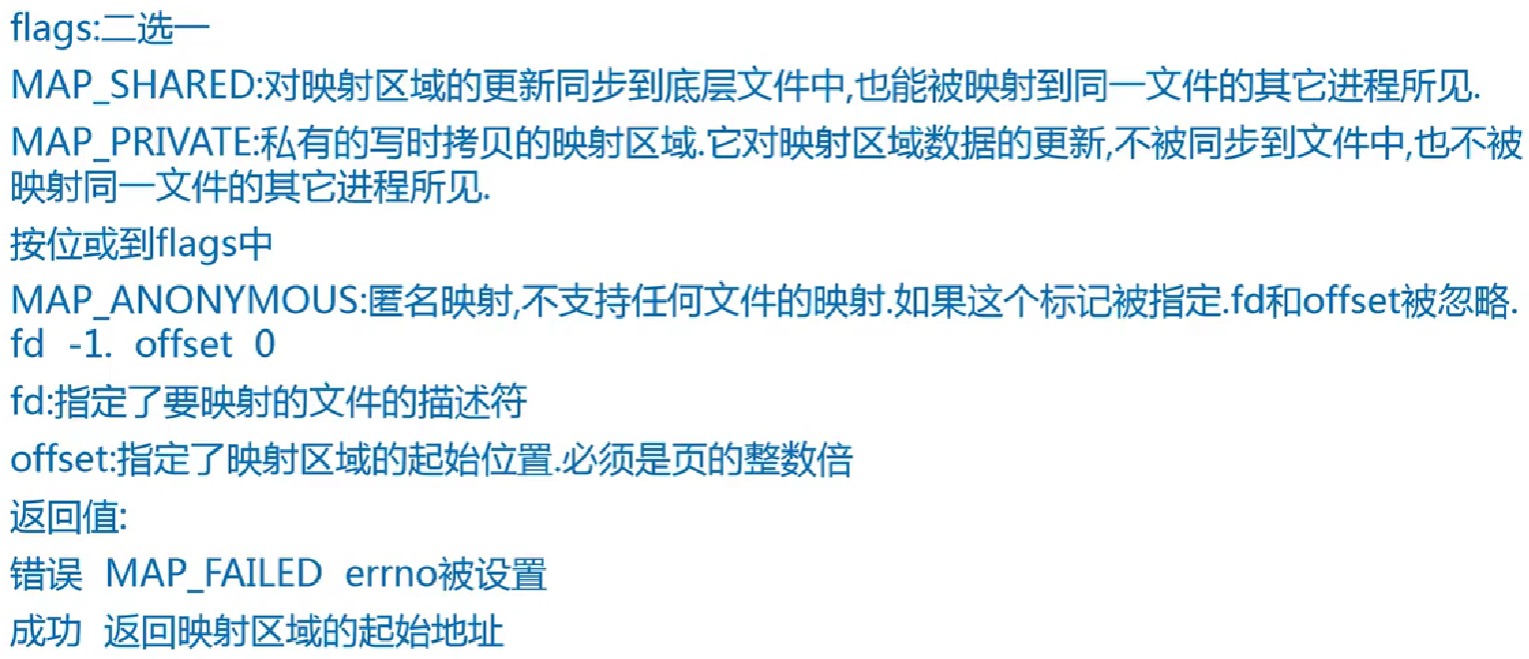 flags:二选一
MAP_SHARED:对映射区域的更新同步到底层文件中,也能被映射到同一文件的其它进程所见.
MAP_PRIVATE:私有的写时拷贝的映射区域.它对映射区域数据的更新,不被同步到文件中,也不被
映射同一文件的其它进程所见.
按位或到flags中
MAP_ANONYMOUS:匿名映射,不支持任何文件的映射.如果这个标记被指定.fd和offset被忽略.
fd -1. offset 0
fd:指定了要映射的文件的描述符
offset:指定了映射区域的起始位置.必须是页的整数倍
返回值:
错误 MAP_FAILED errno被设置
成功 返回映射区域的起始地址